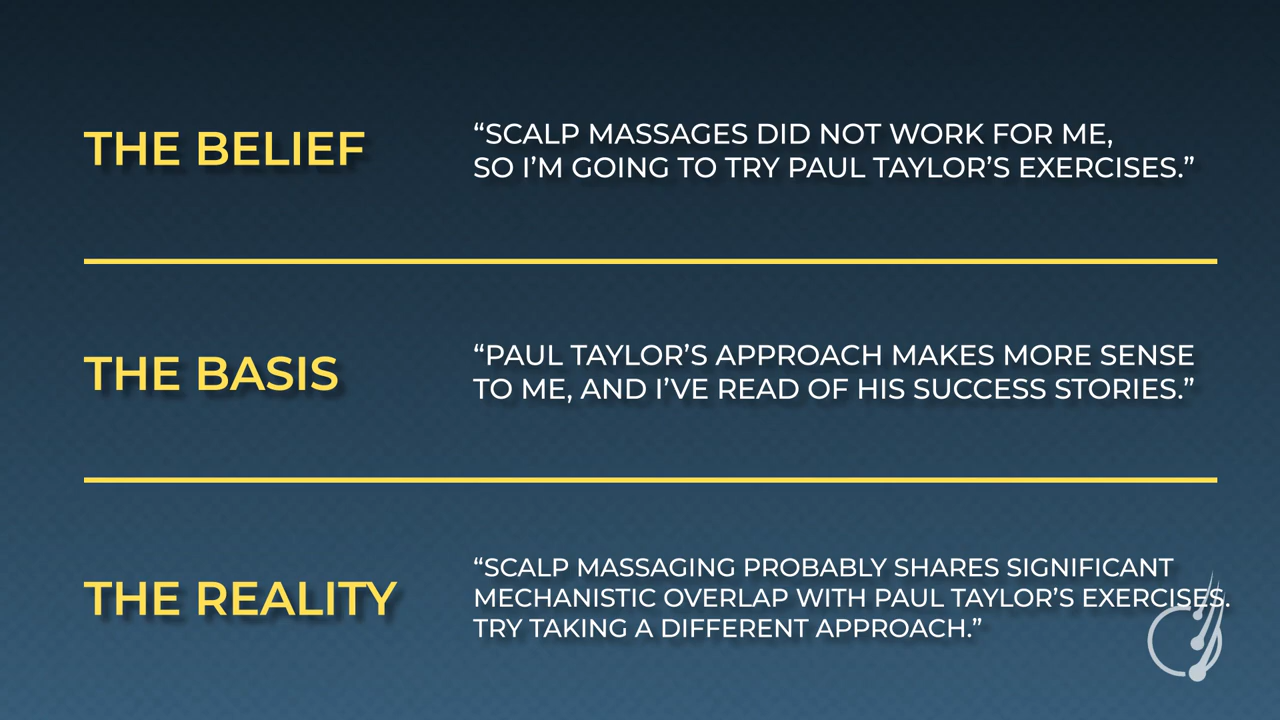 THE BELIEF
“SCALP MASSAGES DID NOT WORK FOR ME,
SO I’M GOING TO TRY PAUL TAYLOR’S EXERCISES.”
THE BASIS
“PAUL TAYLOR’S APPROACH MAKES MORE SENSE
TO ME, AND I’VE READ OF HIS SUCCESS STORIES.”
THE REALITY
“SCALP MASSAGING PROBABLY SHARES SIGNIFICANT
MECHANISTIC OVERLAP WITH PAUL TAYLOR’S EXERCISES.
TRY TAKING A DIFFERENT APPROACH.”